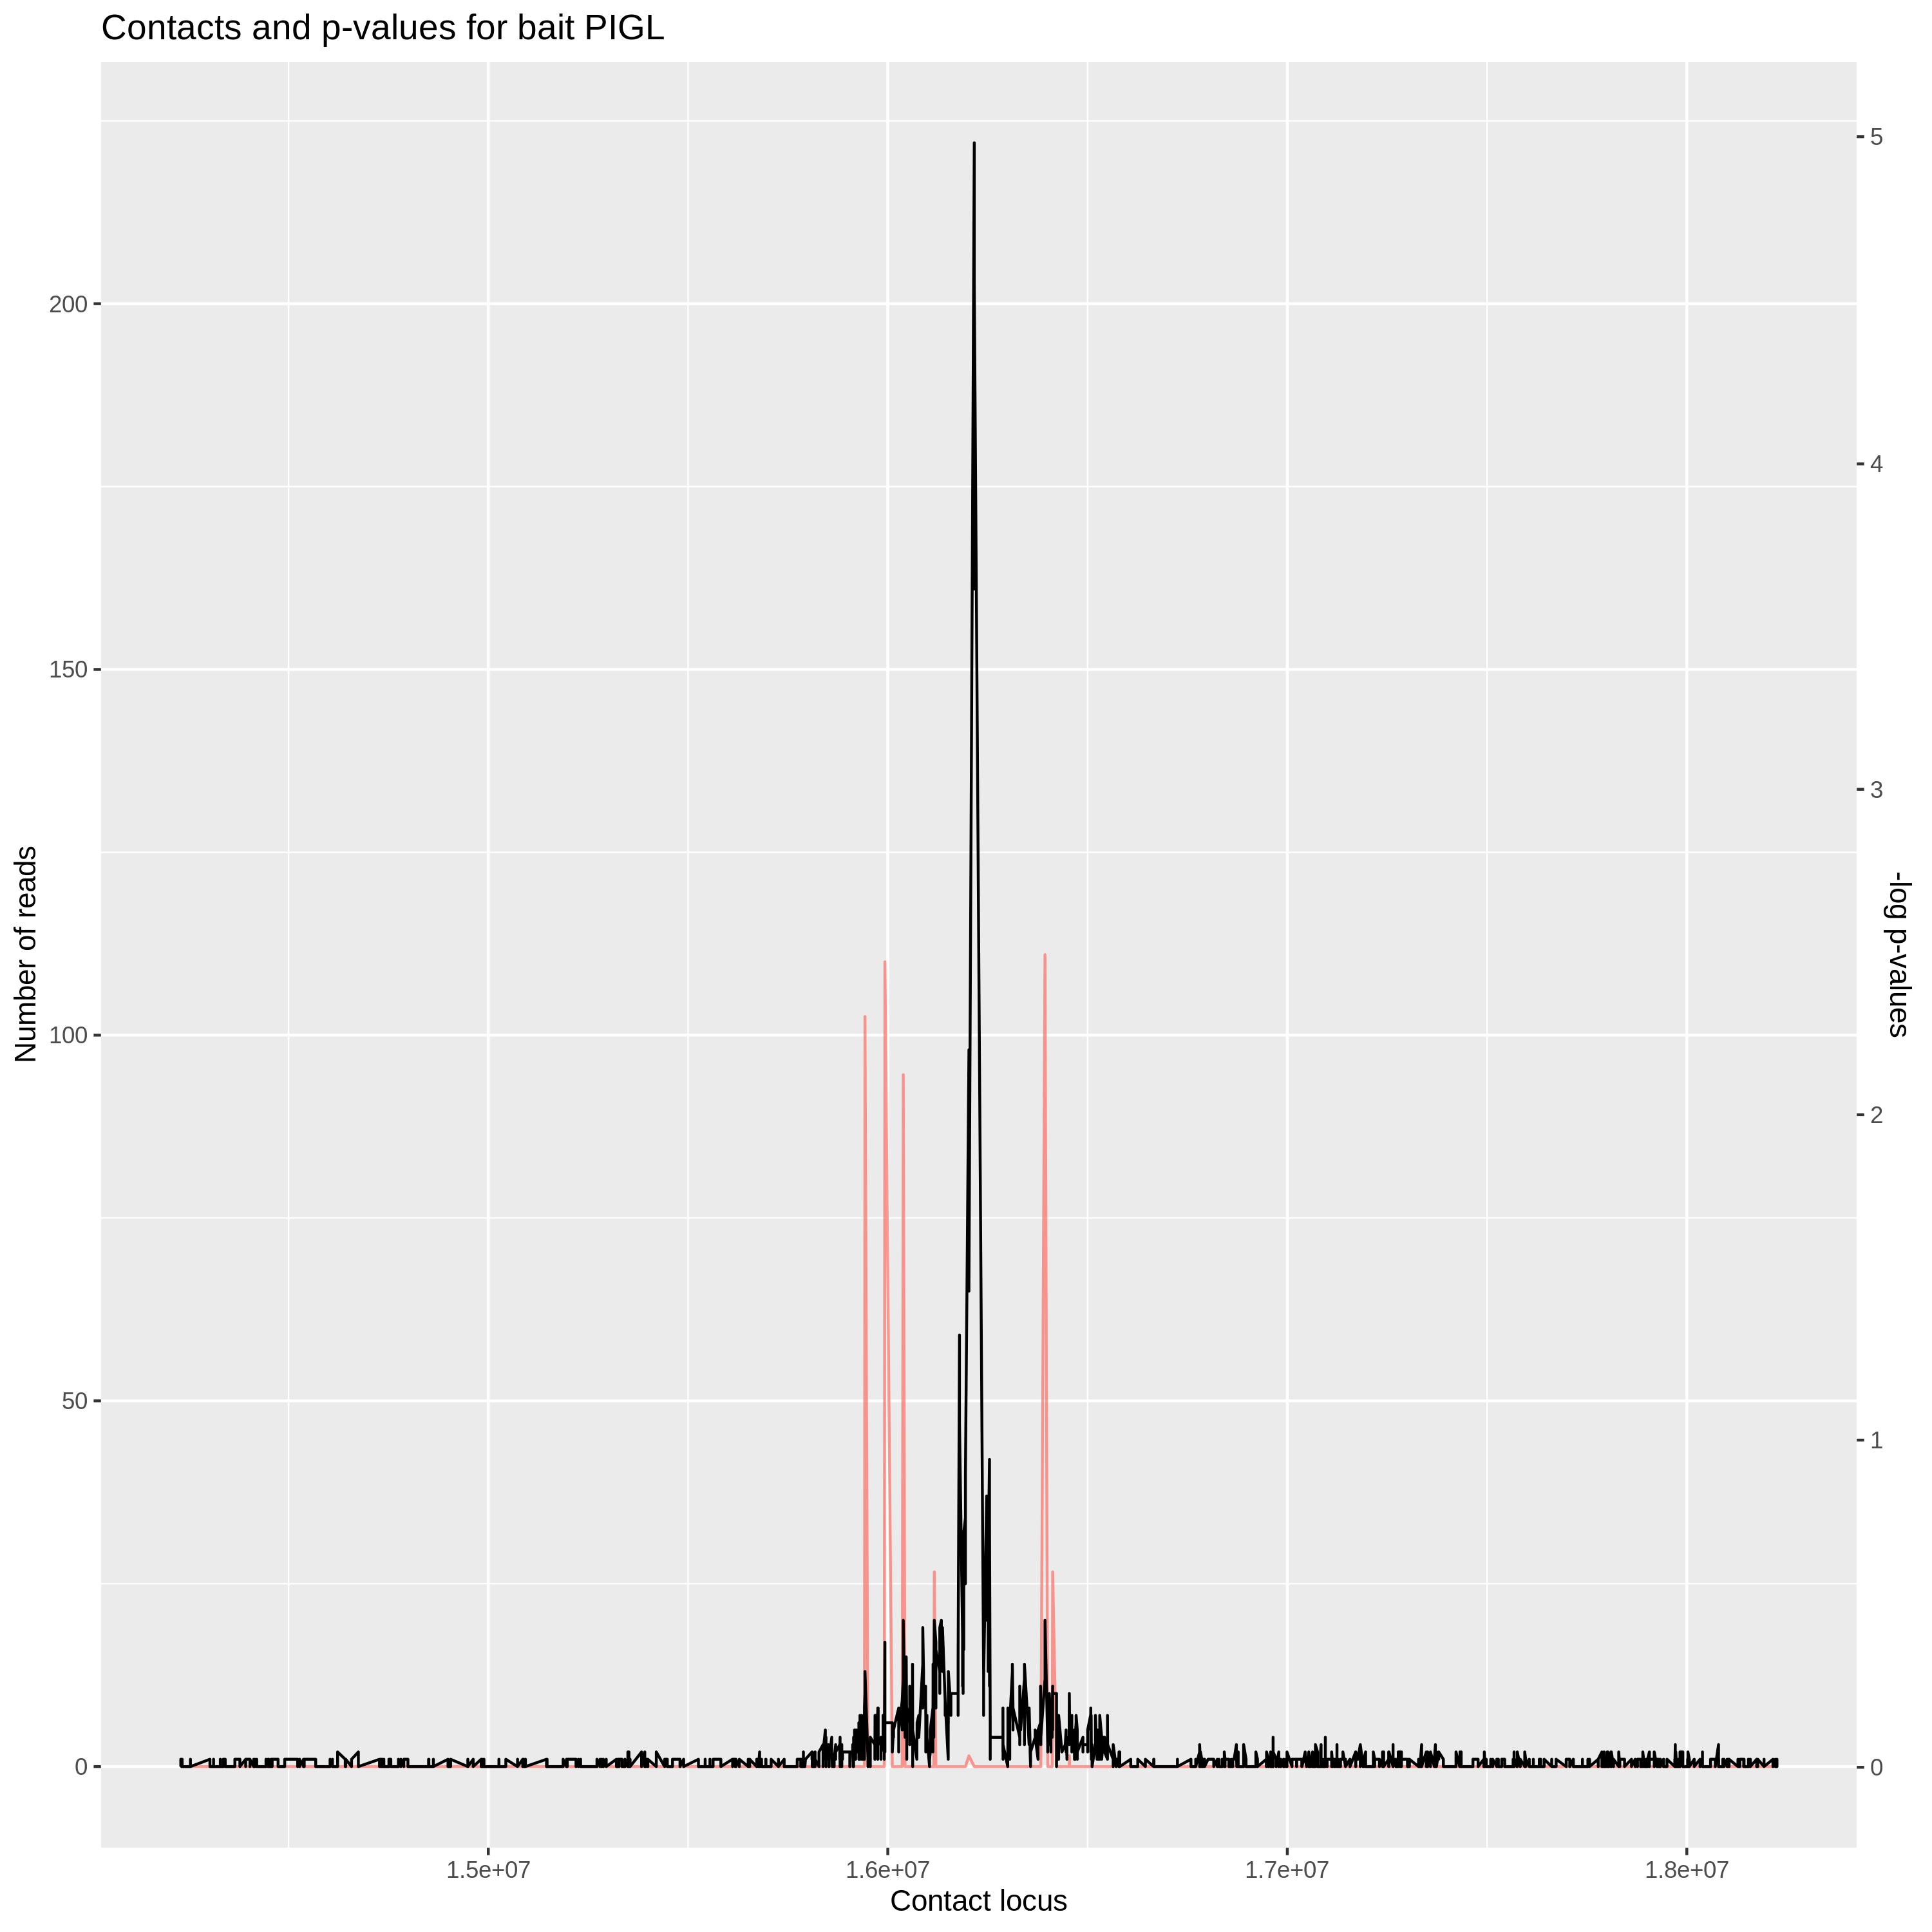 Contacts and p-values for bait PIGL
Number of reads
200
150
100
50
0
5
4
3
2
1
0
-log p-values
1.5e+07
1.6e+07
1.7e+07
1.8e+07
Contact locus